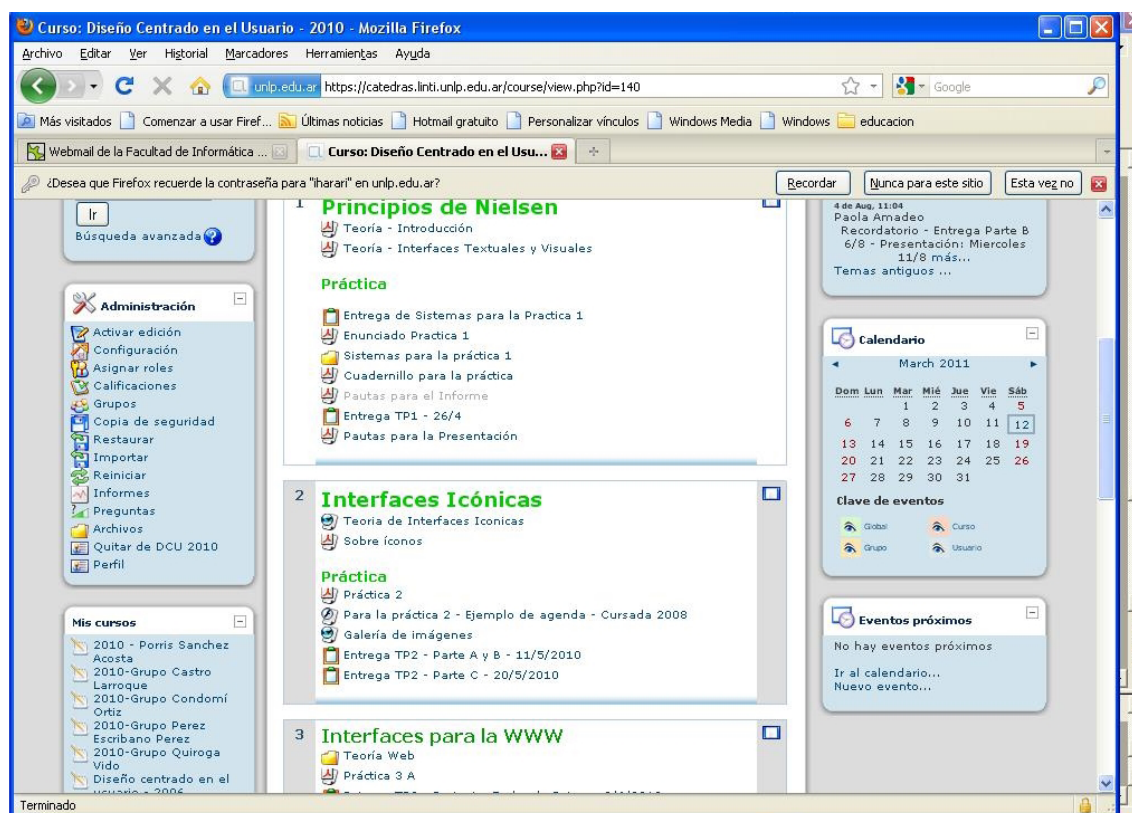 Curso: Diseño Centrado en el Usuario - 2010 - Mozilla Firefox
Archivo Editar Ver Historial Marcadores Herramientas Ayuda
unlp.edu.ar https://catedras.linti.unlp.edu.ar/course/view.php?id=140
Google
Más visitados Comenzar a usar Firef... Últimas noticias Hotmail gratuito Personalizar vínculos Windows Media Windows educacion
Webmail de la Facultad de Informática ... Curso: Diseño Centrado en el Usu...
¿Desea que Firefox recuerde la contraseña para "iharari" en unlp.edu.ar? Recordar Nunca para este sitio Esta vez no
Ir
Búsqueda avanzada
Administración
Activar edición
Configuración
Asignar roles
Calificaciones
Grupos
Copia de seguridad
Restaurar
Importar
Reiniciar
Informes
Preguntas
Archivos
Quitar de DCU 2010
Perfil
Mis cursos
2010 - Porris Sanchez
Acosta
2010-Grupo Castro
Larroque
2010-Grupo Condomí
Ortiz
2010-Grupo Perez
Escribano Perez
2010-Grupo Quiroga
Vido
Diseño centrado en el
usuario - 2006
1 Principios de Nielsen
Teoría - Introducción
Teoría - Interfaces Textuales y Visuales
Práctica
Entrega de Sistemas para la Practica 1
Enunciado Practica 1
Sistemas para la práctica 1
Cuadernillo para la práctica
Pautas para el Informe
Entrega TP1 - 26/4
Pautas para la Presentación
2 Interfaces Icónicas
Teoria de Interfaces Iconicas
Sobre íconos
Práctica
Práctica 2
Para la práctica 2 - Ejemplo de agenda - Cursada 2008
Galería de imágenes
Entrega TP2 - Parte A y B - 11/5/2010
Entrega TP2 - Parte C - 20/5/2010
3 Interfaces para la WWW
Teoría Web
Práctica 3 A
4 de Aug, 11:04
Paola Amadeo
Recordatorio - Entrega Parte B
6/8 - Presentación: Miercoles
11/8 más...
Temas antiguos ...
Calendario
March 2011
Dom Lun Mar Mié Jue Vie Sáb
1 2 3 4 5
6 7 8 9 10 11 12
13 14 15 16 17 18 19
20 21 22 23 24 25 26
27 28 29 30 31
Clave de eventos
Global Curso
Grupo Usuario
Eventos próximos
No hay eventos próximos
Ir al calendario...
Nuevo evento...
Terminado